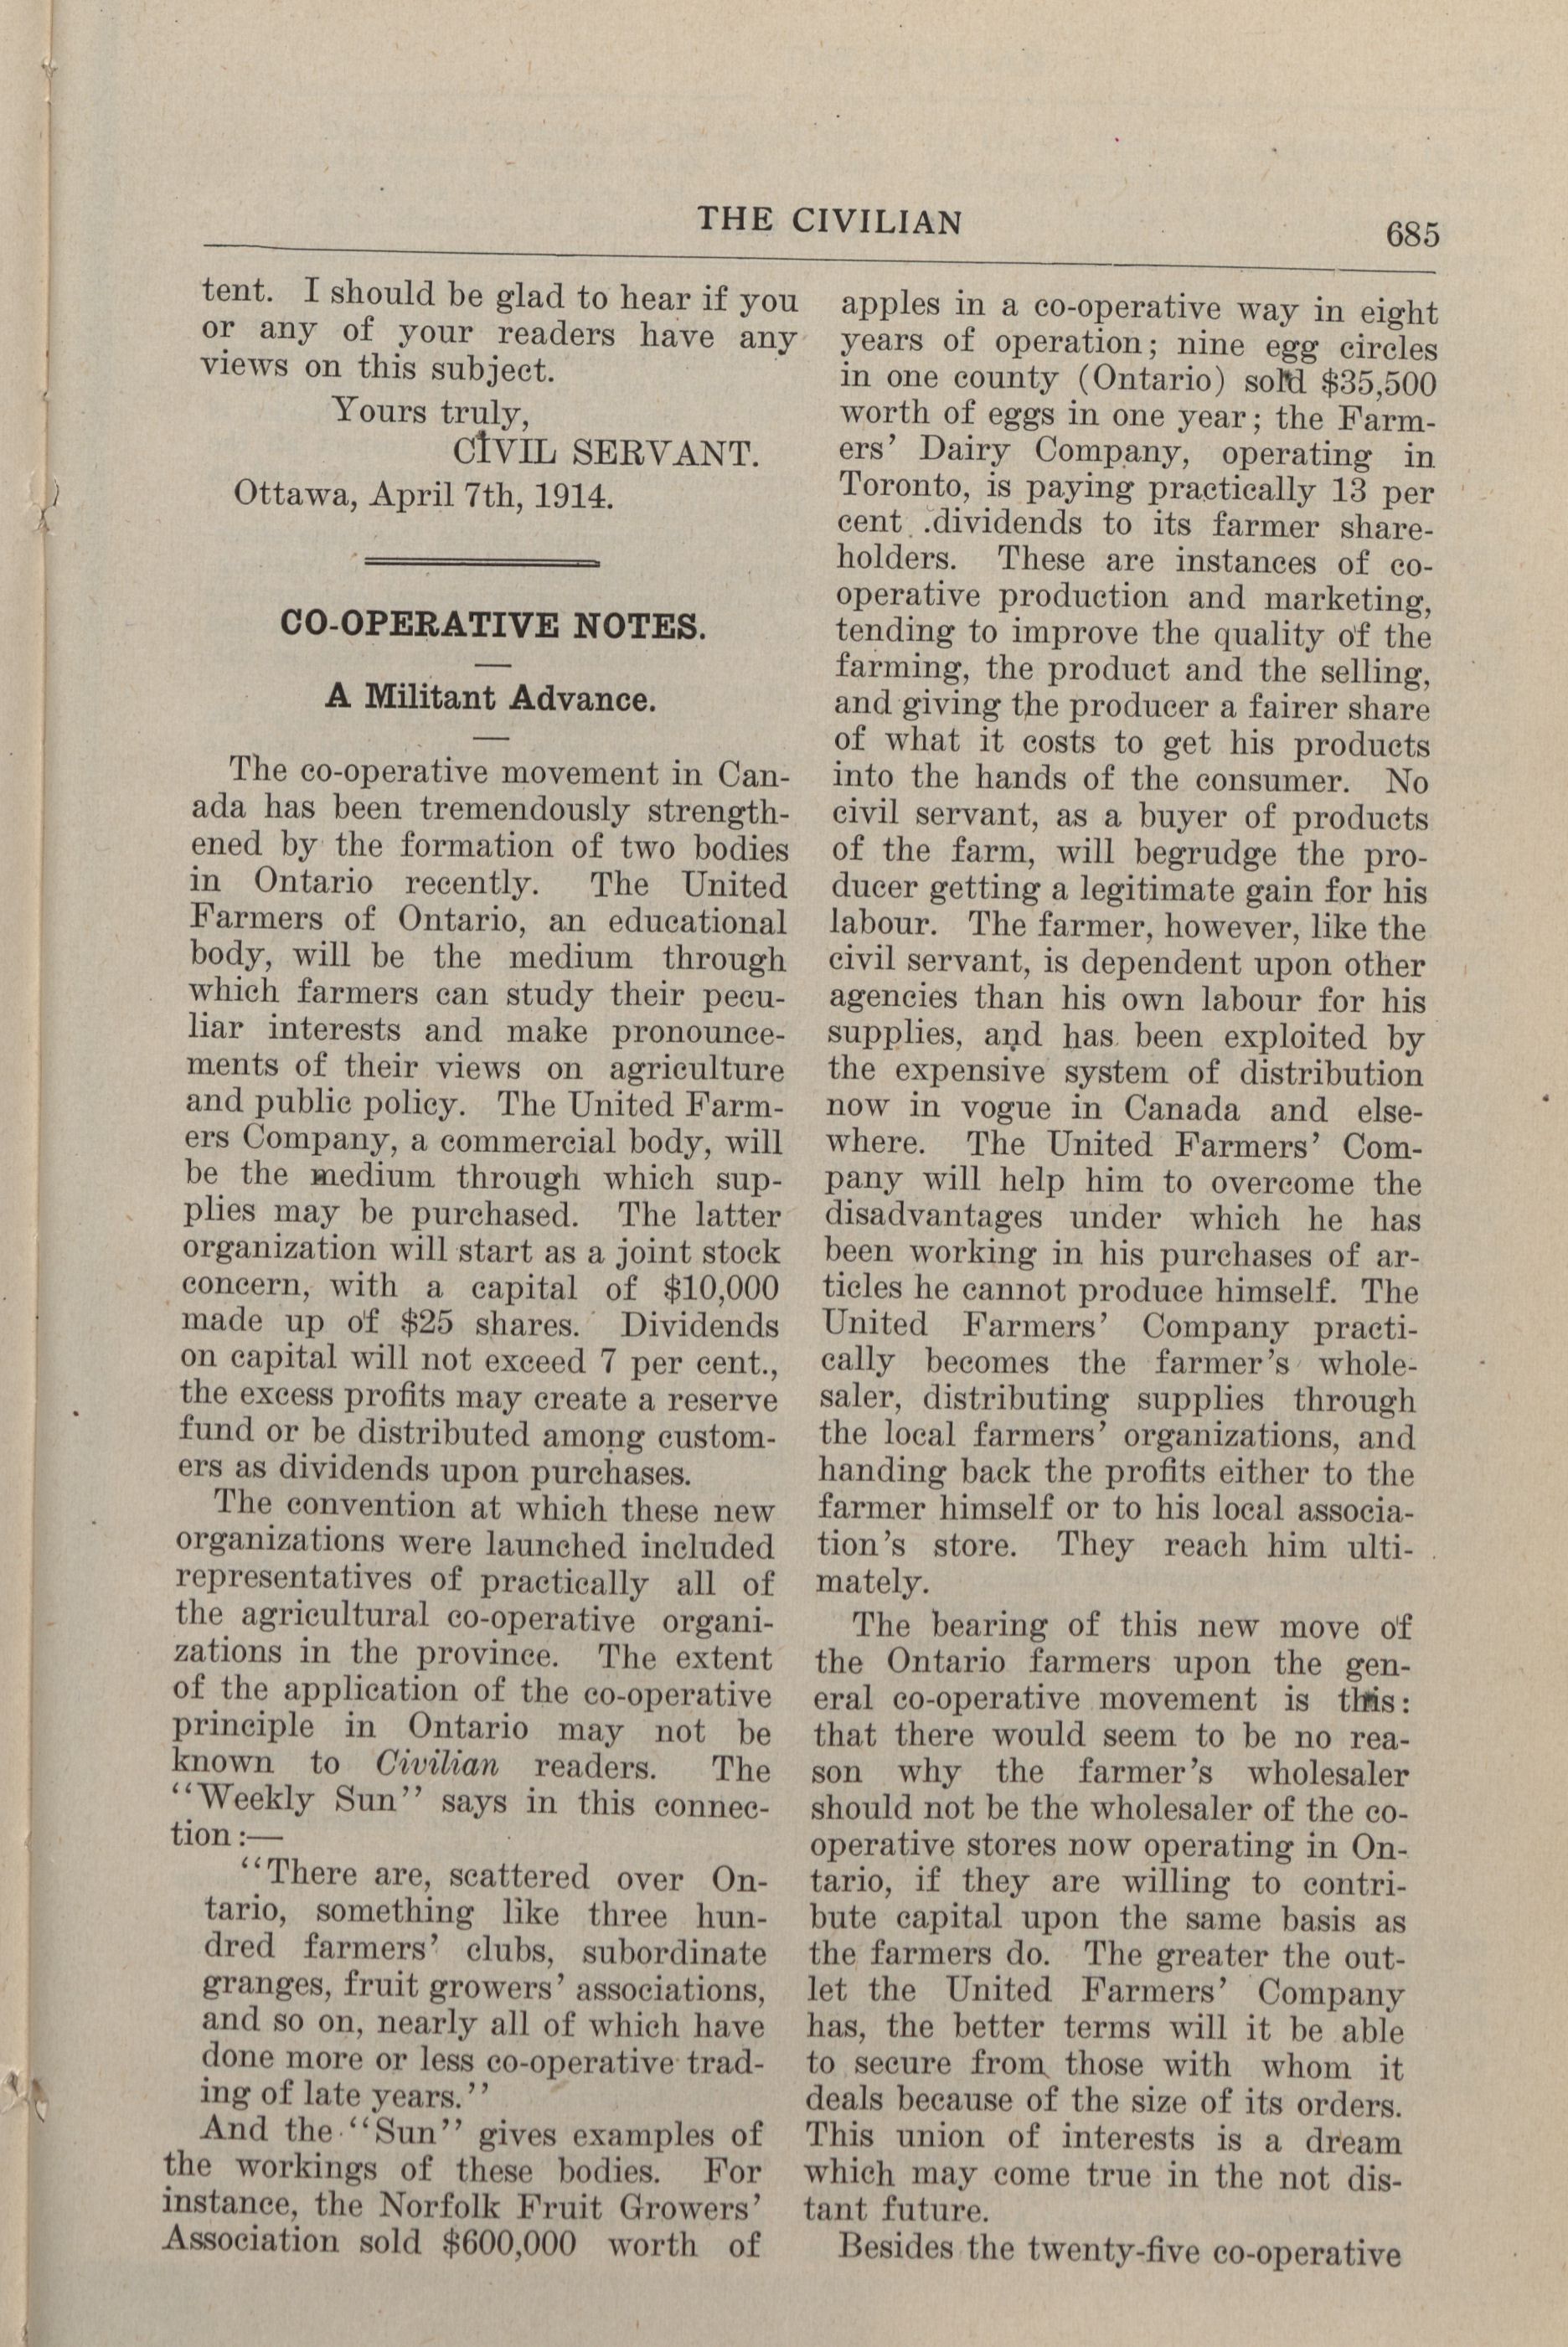 THE CIVILIAN
685
tent. I should be glad to hear if you
or any of your readers have any
views on this subject.
Yours truly,
CIVIL SERVANT.
Ottawa, April 7th, 1914.
CO-OPERATIVE NOTES.
A Militant Advance.
The co-operative movement in Can-
ada has been tremendously strength-
ened by the formation of two bodies
in Ontario recently. The United
Farmers of Ontario, an educational
body, will be the medium through
which farmers can study their pecu-
liar interests and make pronounce-
ments of their views on agriculture
and public policy. The United Farm-
ers Company, a commercial body, will
be the medium through which sup-
plies may be purchased. The latter
organization will start as a joint stock
concern, with a capital of $10,000
made up of $25 shares. Dividends
on capital will not exceed 7 per cent.,
the excess profits may create a reserve
fund or be distributed among custom-
ers as dividends upon purchases.
The convention at which these new
organizations were launched included
representatives of practically all of
the agricultural co-operative organi-
zations in the province. The extent
of the application of the co-operative
principle in Ontario may not be
known to Civilian readers. The
"Weekly Sun" says in this connec-
tion:—
"There are, scattered over On-
tario, something like three hun-
dred farmers' clubs, subordinate
granges, fruit growers' associations,
and so on, nearly all of which have
done more or less co-operative trad-
ing of late years."
And the "Sun" gives examples of
the workings of these bodies. For
instance, the Norfolk Fruit Growers'
Association sold $600,000 worth of
apples in a co-operative way in eight
years of operation; nine egg circles
in one county (Ontario) sold $35,500
worth of eggs in one year; the Farm-
ers' Dairy Company, operating in
Toronto, is paying practically 13 per
cent. dividends to its farmer share-
holders. These are instances of co-
operative production and marketing,
tending to improve the quality of the
farming, the product and the selling,
and giving the producer a fairer share
of what it costs to get his products
into the hands of the consumer. No
civil servant, as a buyer of products
of the farm, will begrudge the pro-
ducer getting a legitimate gain for his
labour. The farmer, however, like the
civil servant, is dependent upon other
agencies than his own labour for his
supplies, and has been exploited by
the expensive system of distribution
now in vogue in Canada and else-
where. The United Farmers' Com-
pany will help him to overcome the
disadvantages under which he has
been working in his purchases of ar-
ticles he cannot produce himself. The
United Farmers' Company practi-
cally becomes the farmer's whole-
saler, distributing supplies through
the local farmers' organizations, and
handing back the profits either to the
farmer himself or to his local associa-
tion's store. They reach him ulti-
mately.
The bearing of this new move of
the Ontario farmers upon the gen-
eral co-operative movement is this:
that there would seem to be no rea-
son why the farmer's wholesaler
should not be the wholesaler of the co-
operative stores now operating in On-
tario, if they are willing to contri-
bute capital upon the same basis as
the farmers do. The greater the out-
let the United Farmers' Company
has, the better terms will it be able
to secure from those with whom it
deals because of the size of its orders.
This union of interests is a dream
which may come true in the not dis-
tant future.
Besides the twenty-five co-operative